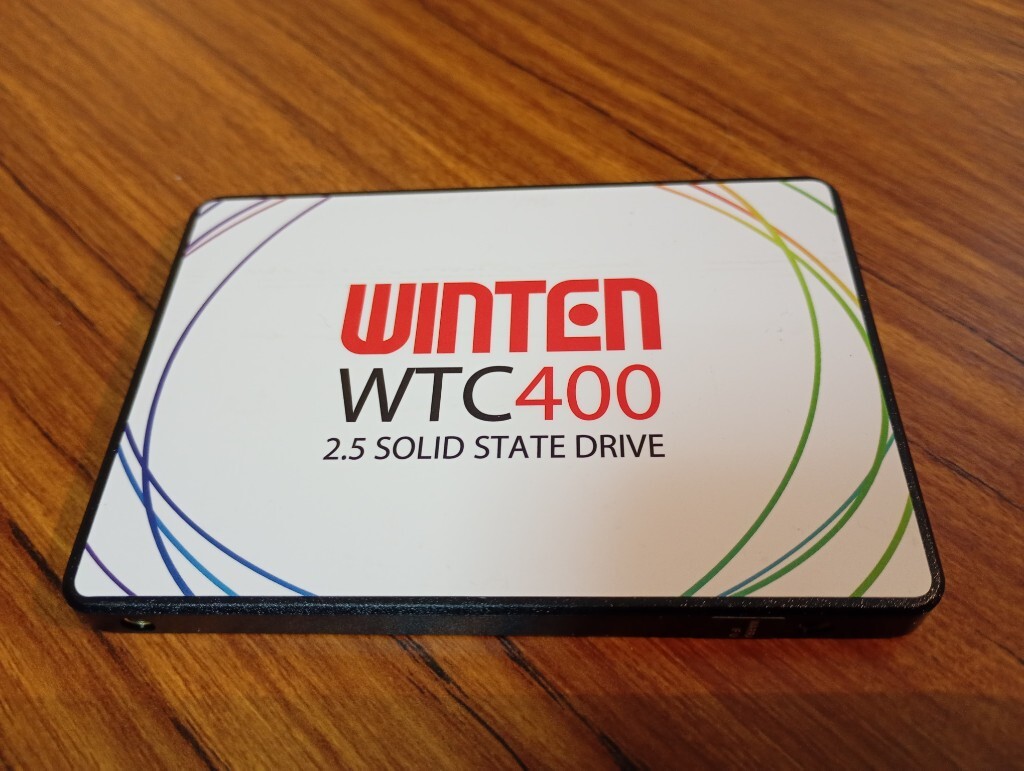 WINTEN
WTC400
2.5 SOLID STATE DRIVE